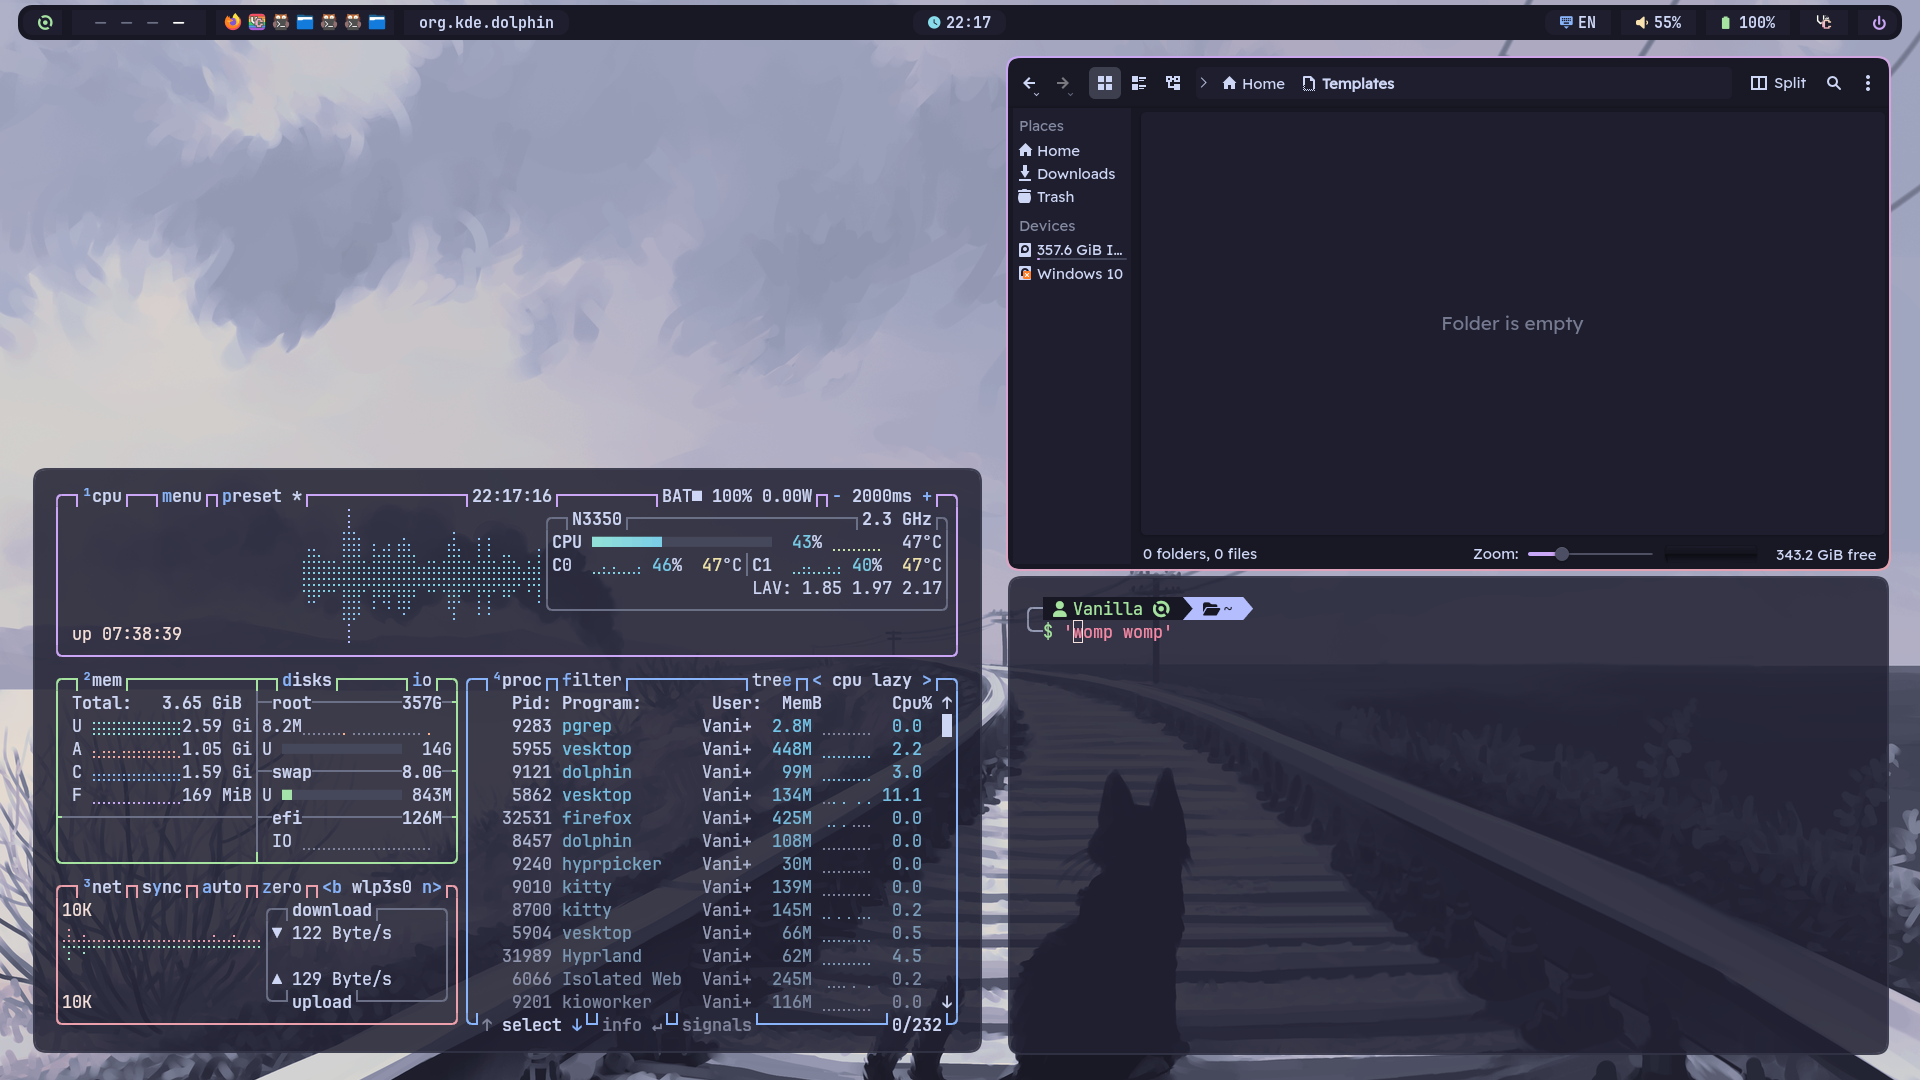 org.kde.dolphin
22:17
EN
55%
100%
Home
Templates
Split
Places
Home
Downloads
Trash
Devices
357.6 GiB I...
Windows 10
Folder is empty
0 folders, 0 files
Zoom:
343.2 GiB free
1cpu menu preset * 22:17:16 BAT■ 100% 0.00W - 2000ms +
N3350 2.3 GHz
CPU 43% 47°C
C0 46% 47°C C1 40% 47°C
LAV: 1.85 1.97 2.17
up 07:38:39
2mem disks io
Total: 3.65 GiB root 357G
U 2.59 Gi 8.2M
A 1.05 Gi U 14G
C 1.59 Gi swap 8.0G
F 169 MiB U 843M
efi 126M
IO
3net sync auto zero <b wlp3s0 n>
10K download
▼ 122 Byte/s
▲ 129 Byte/s
10K upload
4proc filter tree < cpu lazy >
Pid: Program: User: MemB Cpu% ↑
9283 pgrep Vani+ 2.8M 0.0
5955 vesktop Vani+ 448M 2.2
9121 dolphin Vani+ 99M 3.0
5862 vesktop Vani+ 134M 11.1
32531 firefox Vani+ 425M 0.0
8457 dolphin Vani+ 108M 0.0
9240 hyprpicker Vani+ 30M 0.0
9010 kitty Vani+ 139M 0.0
8700 kitty Vani+ 145M 0.2
5904 vesktop Vani+ 66M 0.5
31989 Hyprland Vani+ 62M 4.5
6066 Isolated Web Vani+ 245M 0.2
9201 kioworker Vani+ 116M 0.0 ↓
↑ select ↓ info ↵ signals 0/232
Vanilla ~
$ 'womp womp'